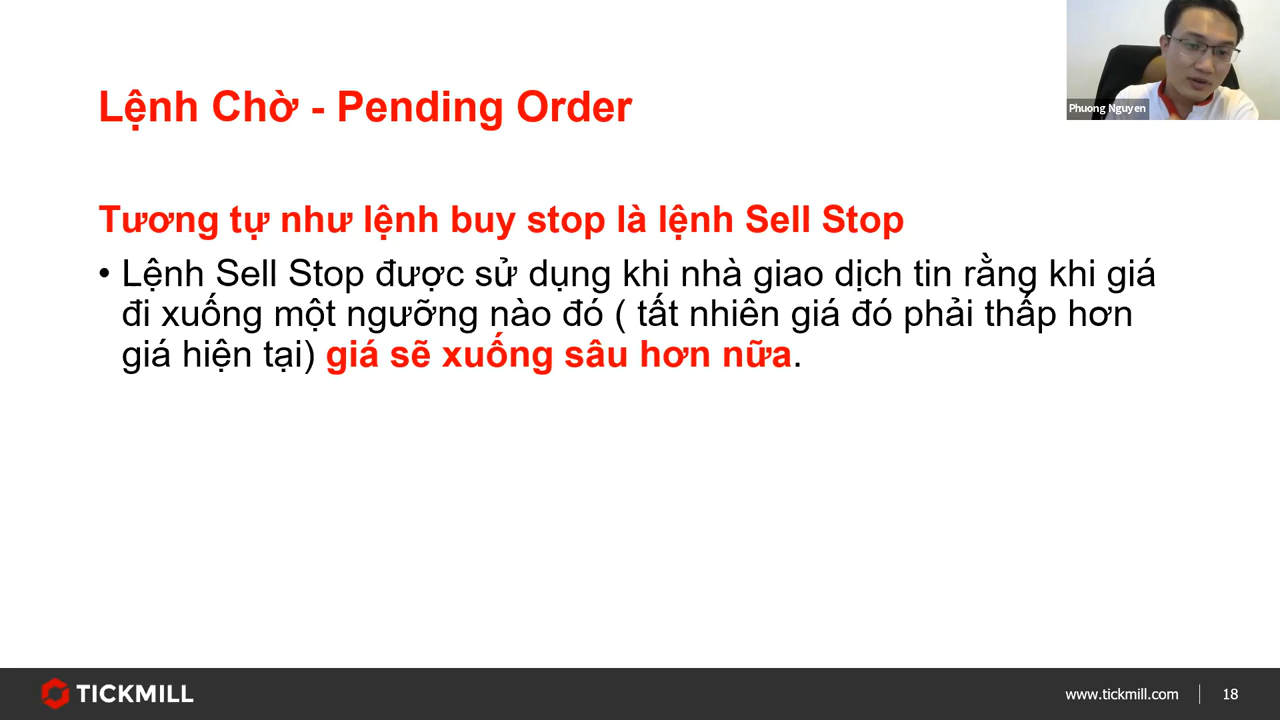 Lệnh Chờ - Pending Order
Phuong Nguyen
Tương tự như lệnh buy stop là lệnh Sell Stop
• Lệnh Sell Stop được sử dụng khi nhà giao dịch tin rằng khi giá
đi xuống một ngưỡng nào đó ( tất nhiên giá đó phải thấp hơn
giá hiện tại) giá sẽ xuống sâu hơn nữa.
TICKMILL
www.tickmill.com
18